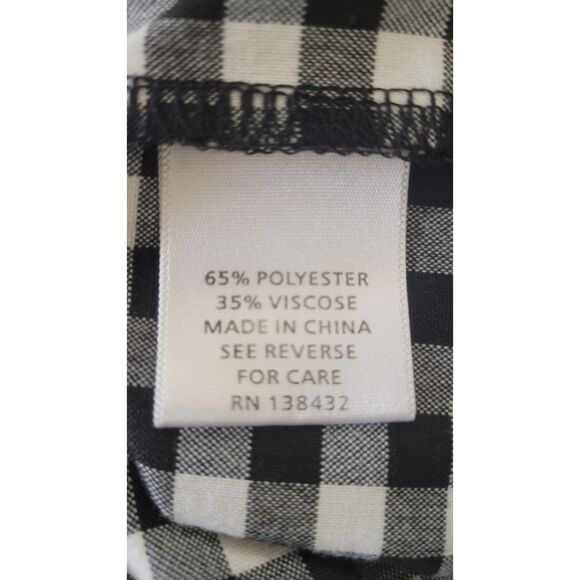 65% POLYESTER
35% VISCOSE
MADE IN CHINA
SEE REVERSE
FOR CARE
RN 138432